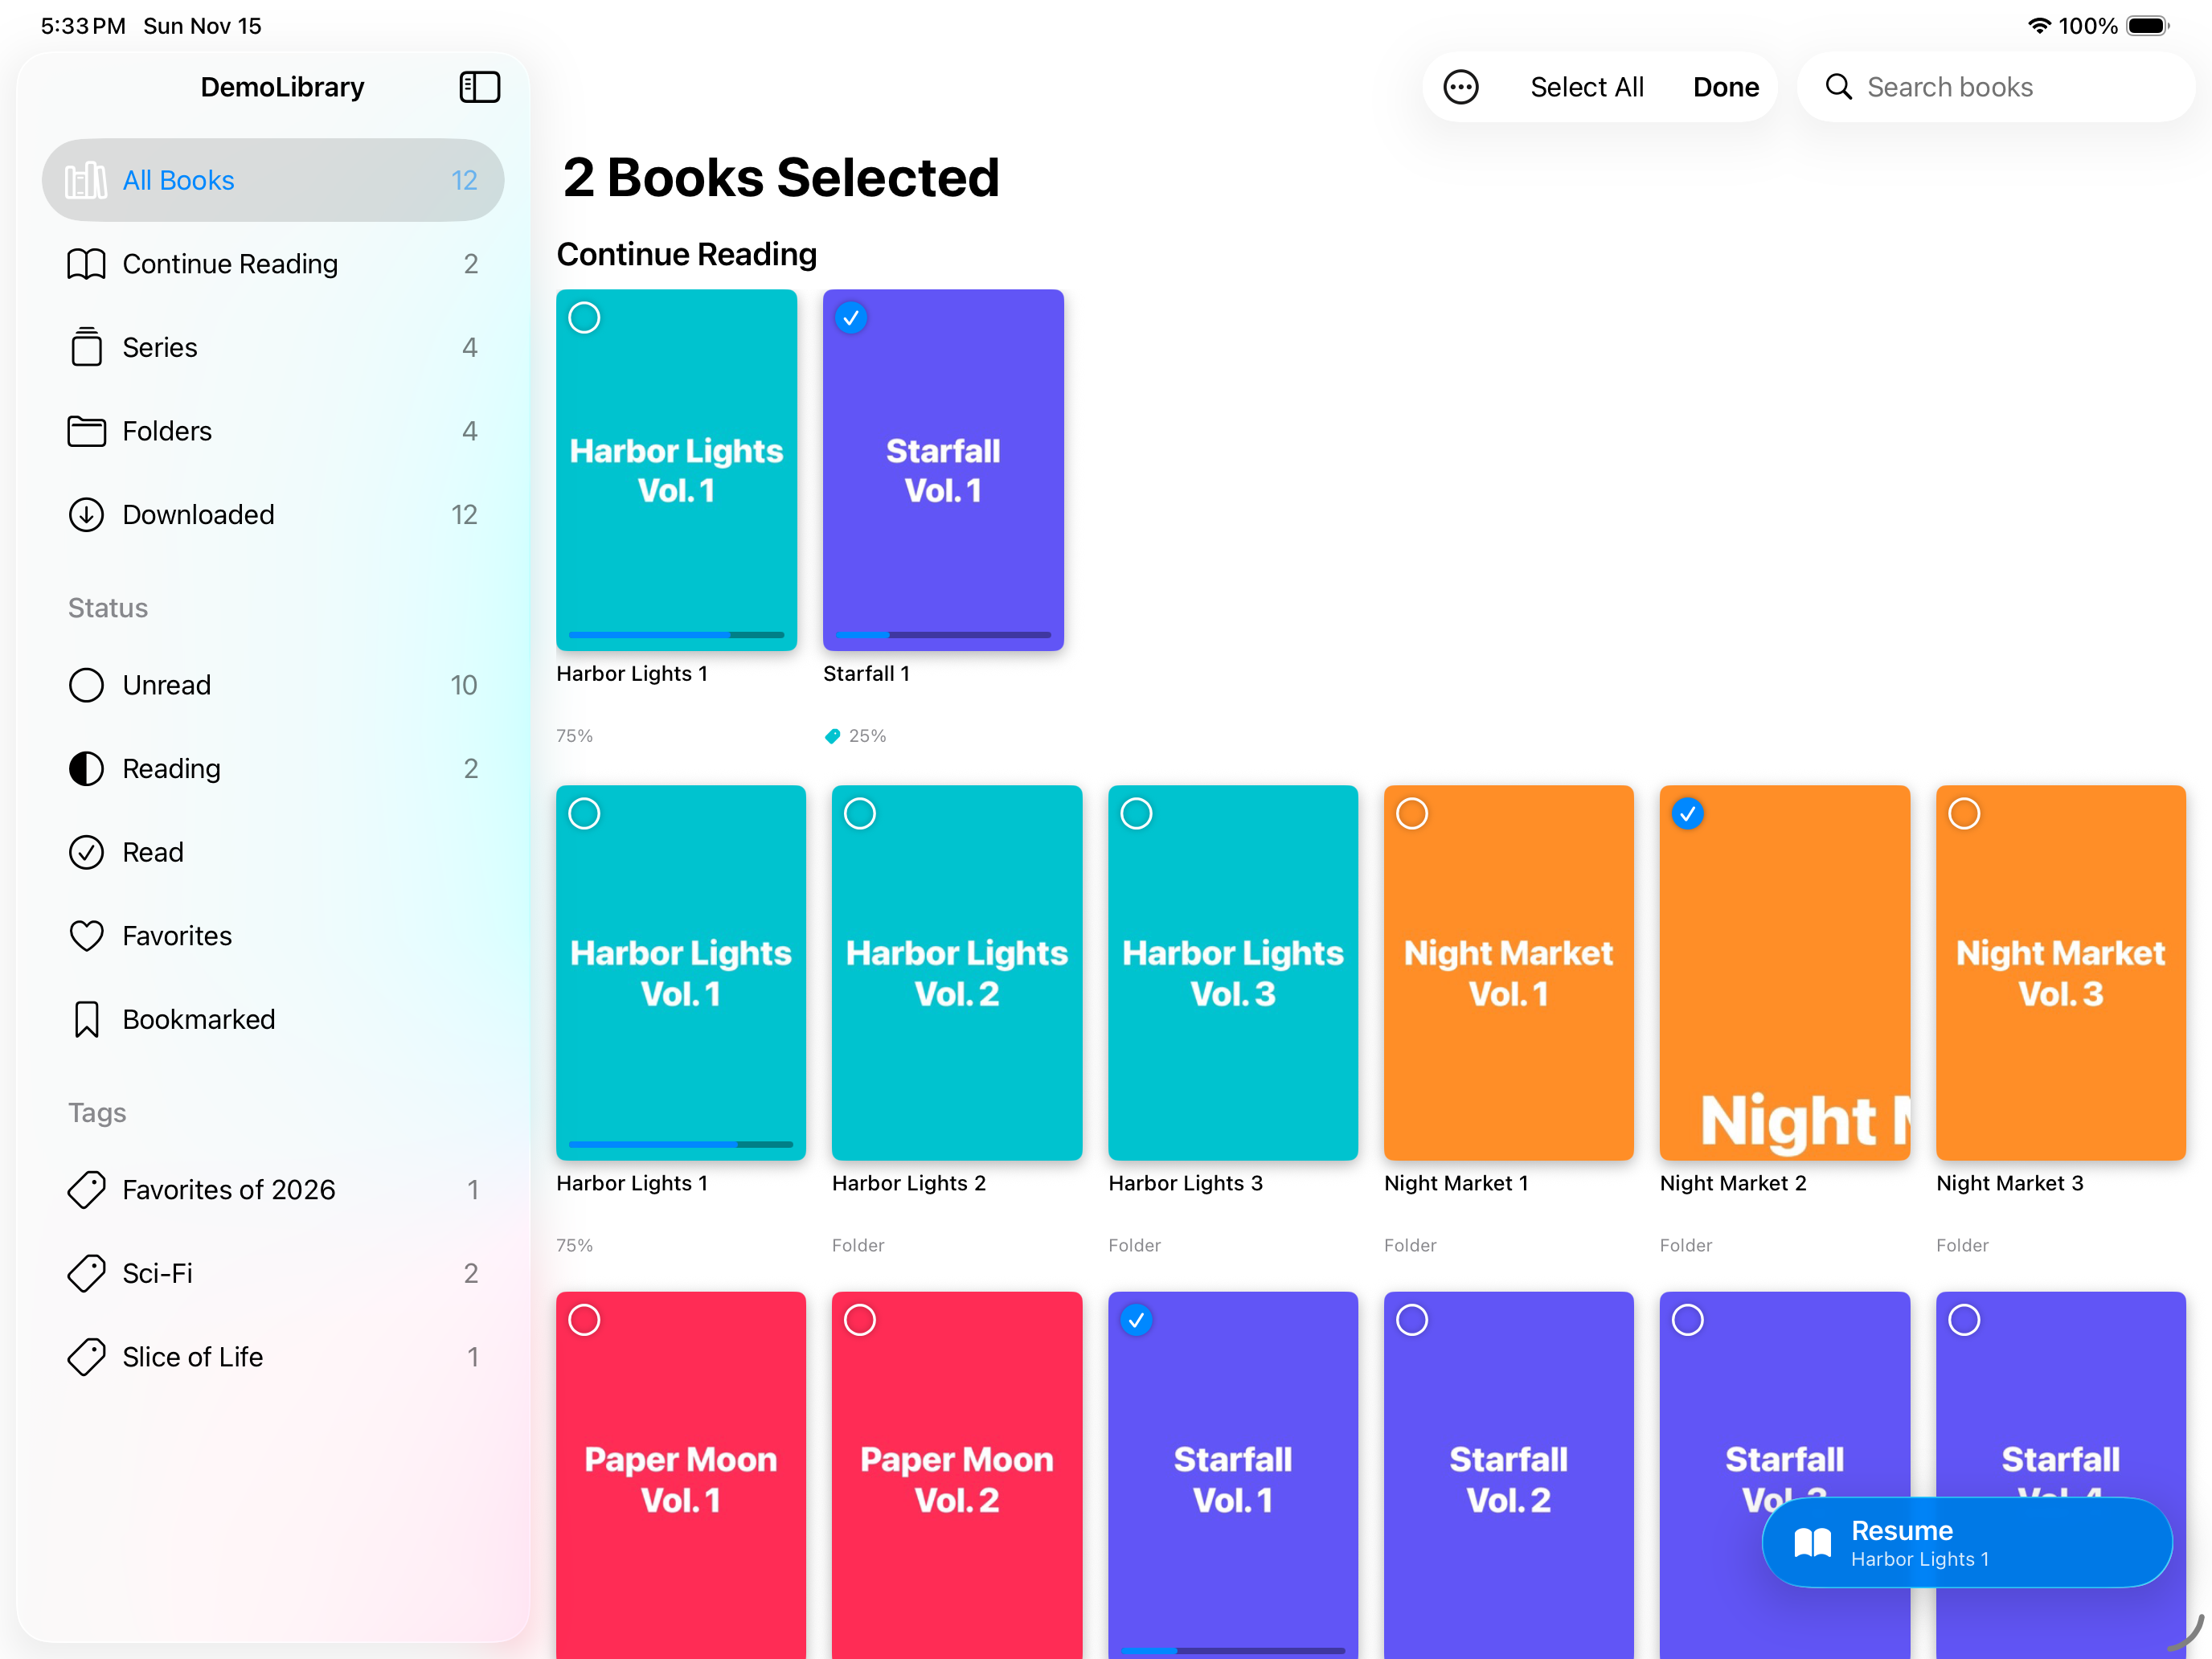 5:33 PM Sun Nov 15
100%
DemoLibrary
All Books 12
Continue Reading 2
Series 4
Folders 4
Downloaded 12
Status
Unread 10
Reading 2
Read
Favorites
Bookmarked
Tags
Favorites of 2026 1
Sci-Fi 2
Slice of Life 1
Select All
Done
Search books
2 Books Selected
Continue Reading
Harbor Lights
Vol. 1
Starfall
Vol. 1
Harbor Lights 1
Starfall 1
75%
25%
Harbor Lights
Vol. 1
Harbor Lights
Vol. 2
Harbor Lights
Vol. 3
Night Market
Vol. 1
Night
Night Market
Vol. 3
Harbor Lights 1
Harbor Lights 2
Harbor Lights 3
Night Market 1
Night Market 2
Night Market 3
75%
Folder
Folder
Folder
Folder
Folder
Paper Moon
Vol. 1
Paper Moon
Vol. 2
Starfall
Vol. 1
Starfall
Vol. 2
Starfall
Vol. 3
Starfall
Vol. 4
Resume
Harbor Lights 1